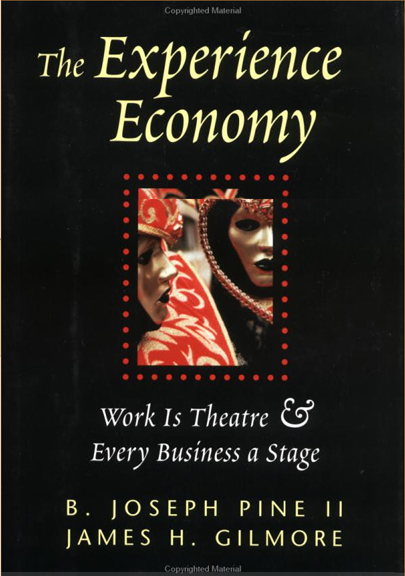 Copyrighted Material
The Experience
Economy
Work Is Theatre &
Every Business a Stage
B. JOSEPH PINE II
JAMES H. GILMORE
Copyrighted Material